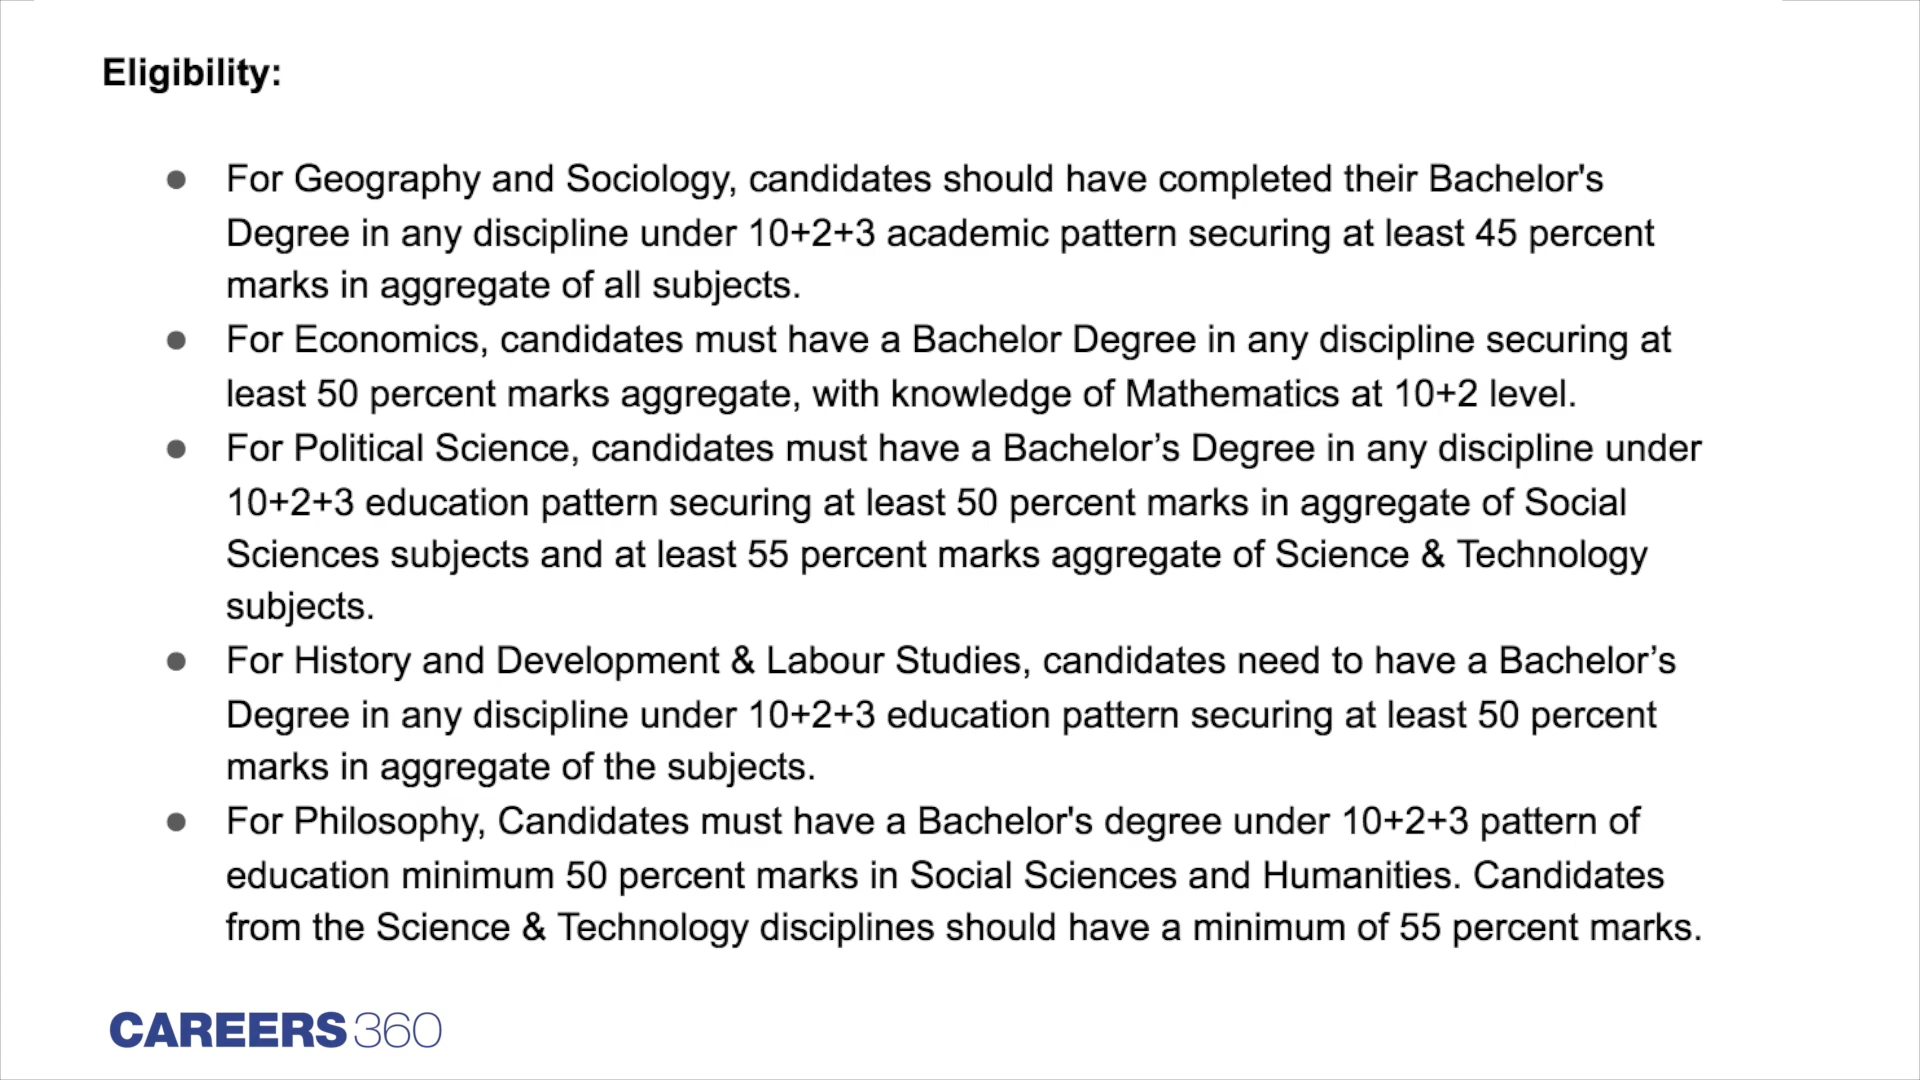 Eligibility:
● For Geography and Sociology, candidates should have completed their Bachelor's
Degree in any discipline under 10+2+3 academic pattern securing at least 45 percent
marks in aggregate of all subjects.
● For Economics, candidates must have a Bachelor Degree in any discipline securing at
least 50 percent marks aggregate, with knowledge of Mathematics at 10+2 level.
● For Political Science, candidates must have a Bachelor’s Degree in any discipline under
10+2+3 education pattern securing at least 50 percent marks in aggregate of Social
Sciences subjects and at least 55 percent marks aggregate of Science & Technology
subjects.
● For History and Development & Labour Studies, candidates need to have a Bachelor’s
Degree in any discipline under 10+2+3 education pattern securing at least 50 percent
marks in aggregate of the subjects.
● For Philosophy, Candidates must have a Bachelor's degree under 10+2+3 pattern of
education minimum 50 percent marks in Social Sciences and Humanities. Candidates
from the Science & Technology disciplines should have a minimum of 55 percent marks.
CAREERS360